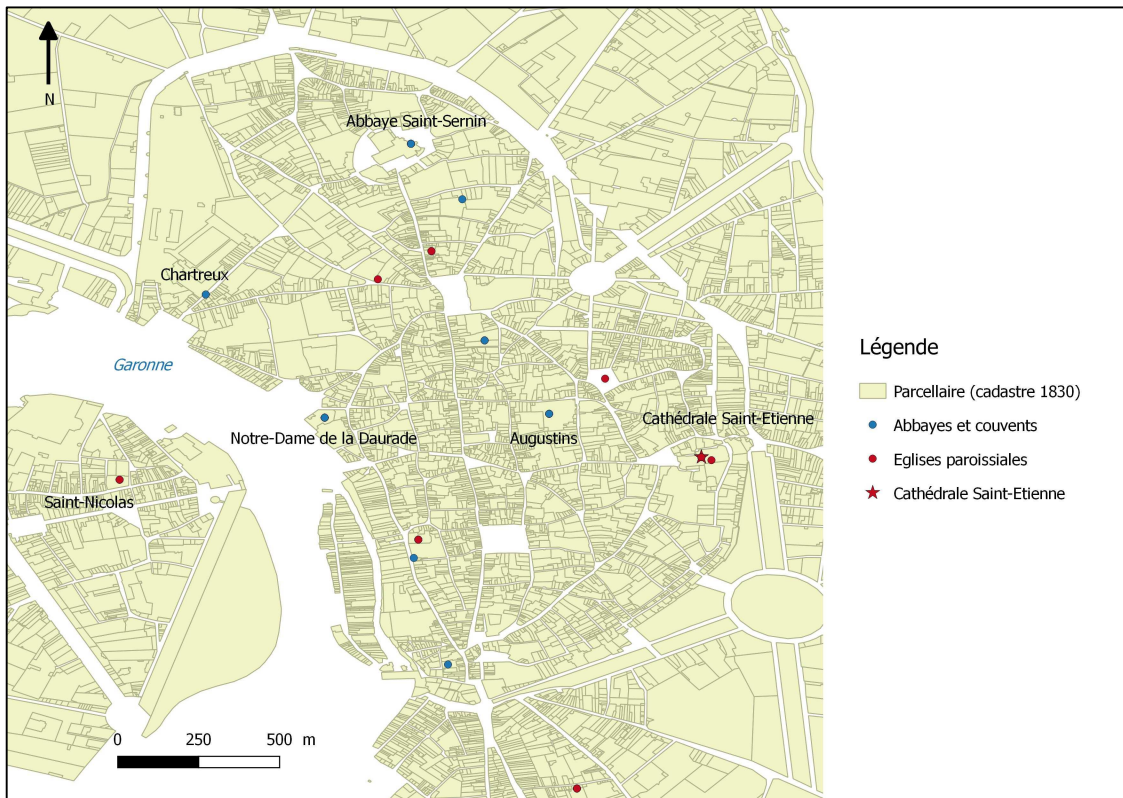 N
Abbaye Saint-Sernin
Chartreux
Garonne
Notre-Dame de la Daurade
Augustins
Cathédrale Saint-Etienne
Saint-Nicolas
0 250 500 m
Légende
Parcellaire (cadastre 1830)
Abbayes et couvents
Eglises paroissiales
Cathédrale Saint-Etienne